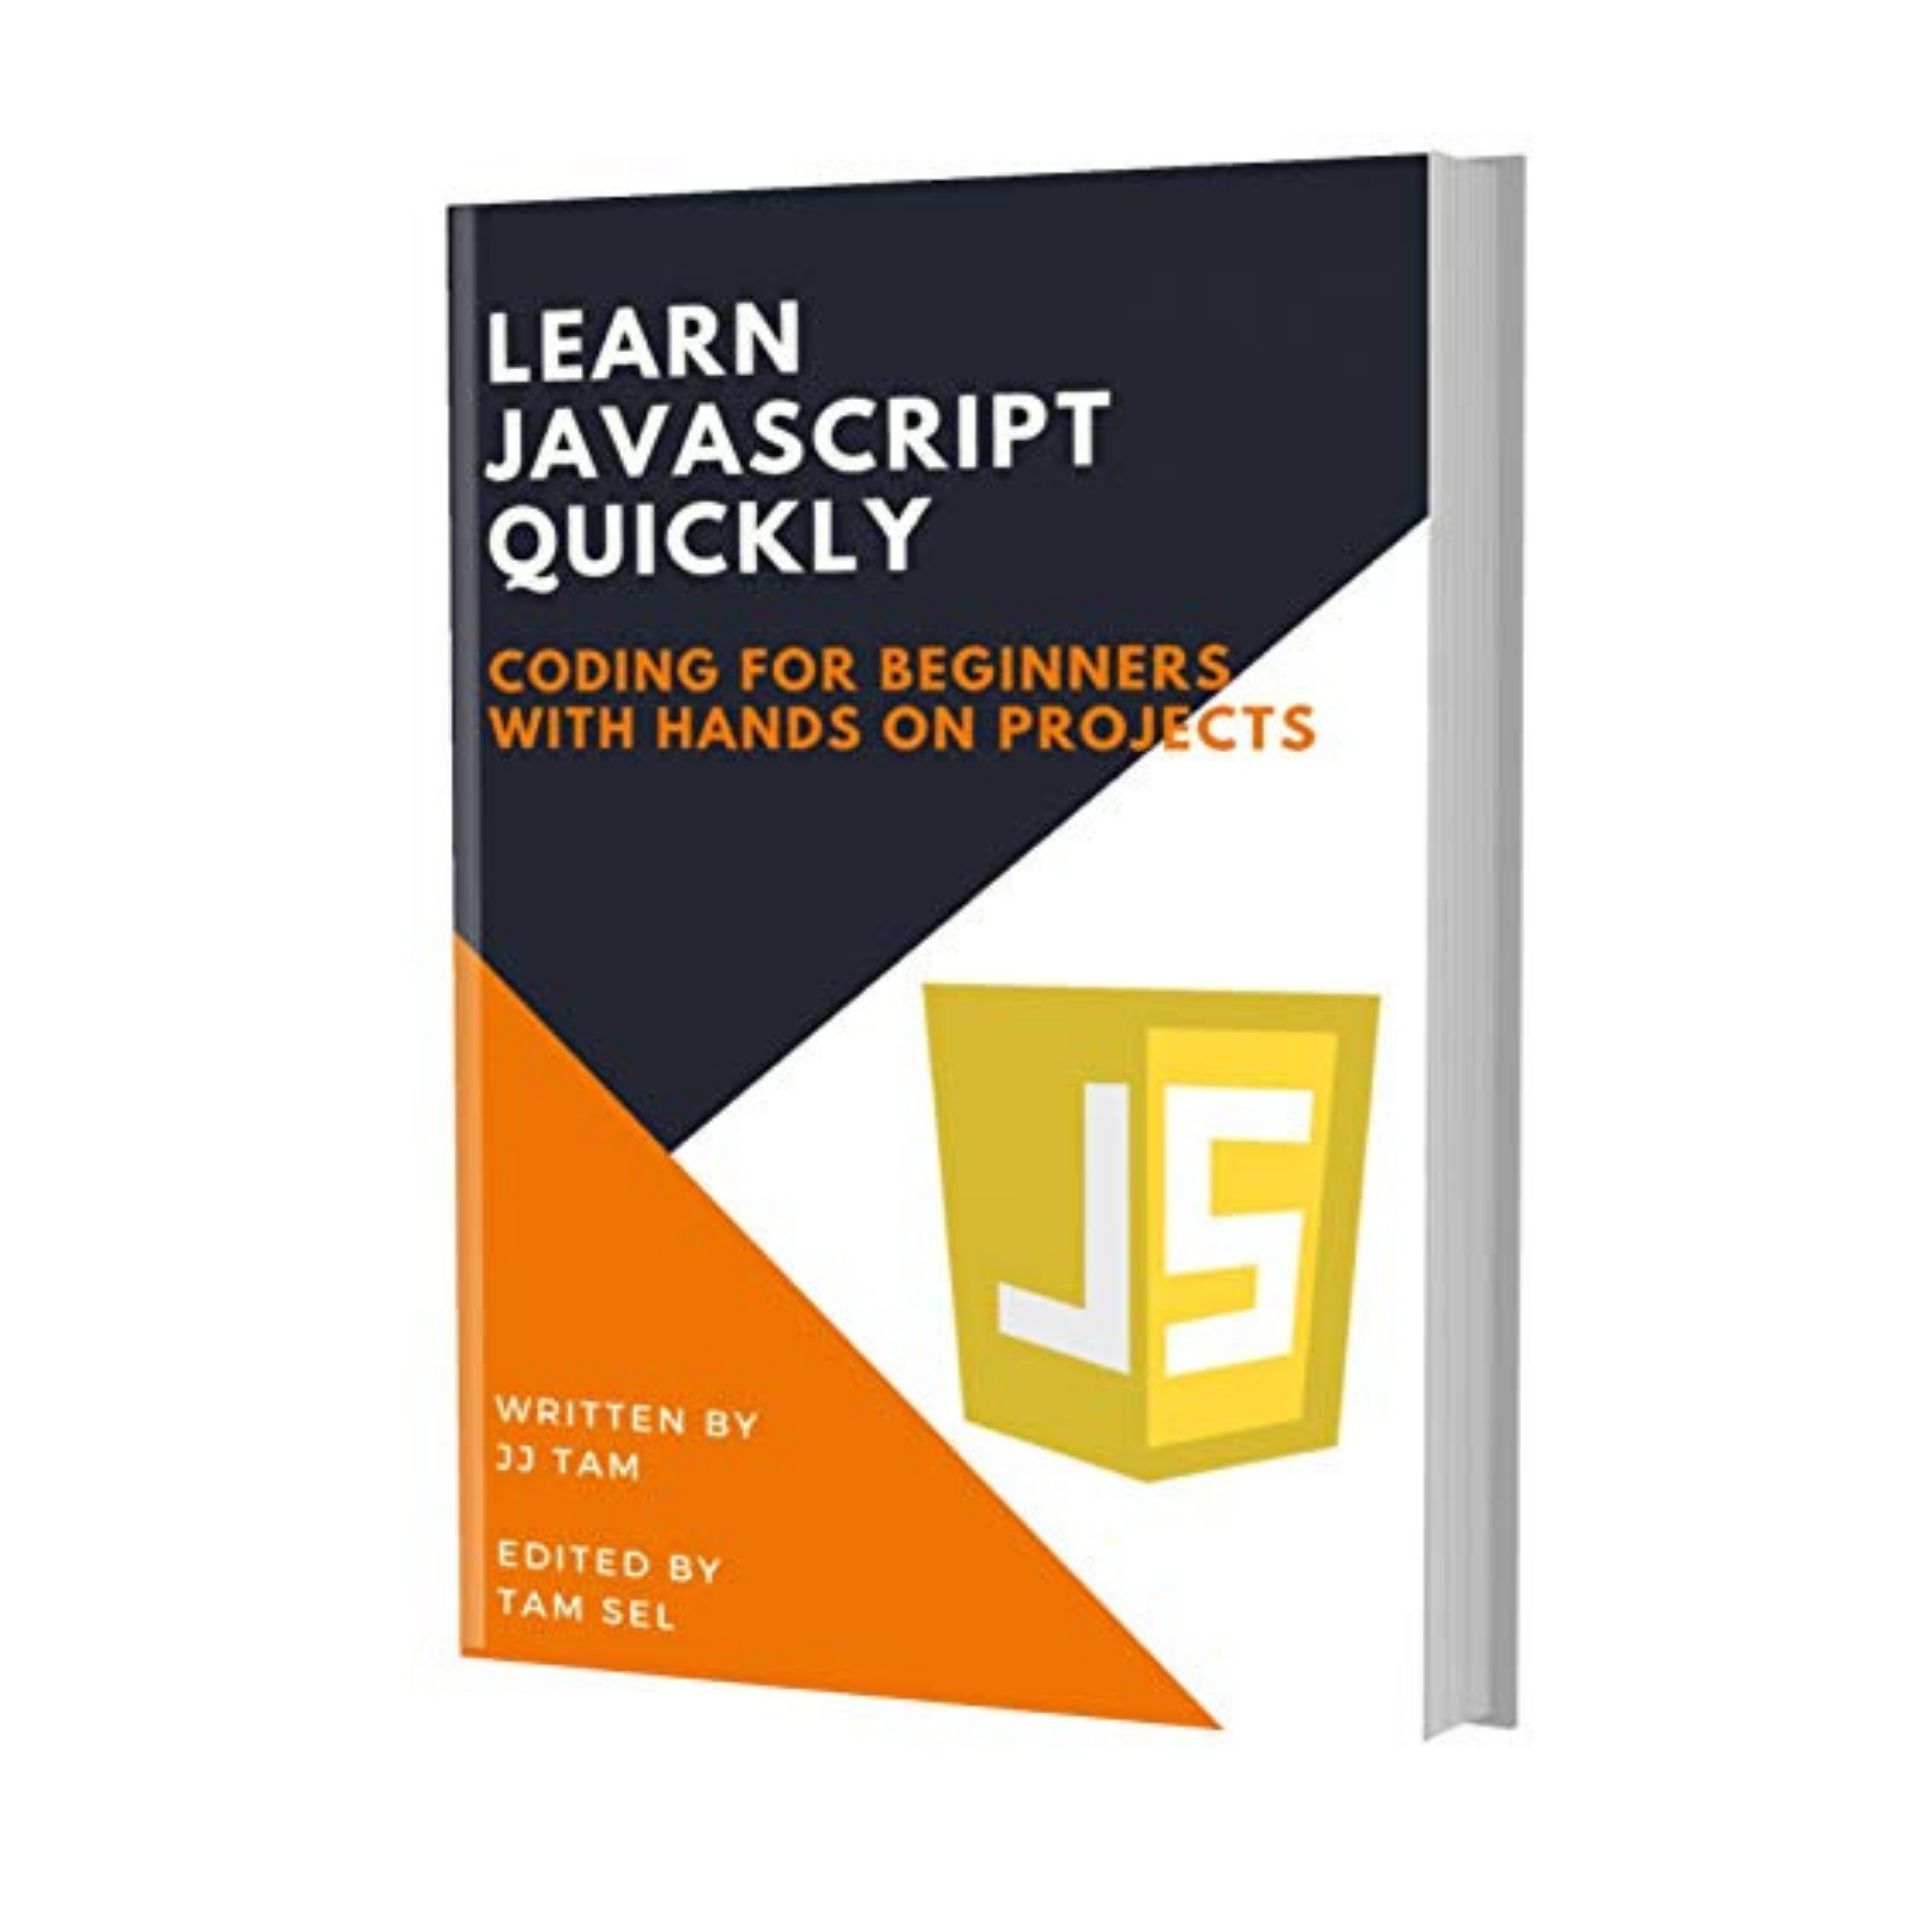 LEARN
JAVASCRIPT
QUICKLY
CODING FOR BEGINNERS
WITH HANDS ON PROJECTS
JS
WRITTEN BY
JJ TAM
EDITED BY
TAM SEL